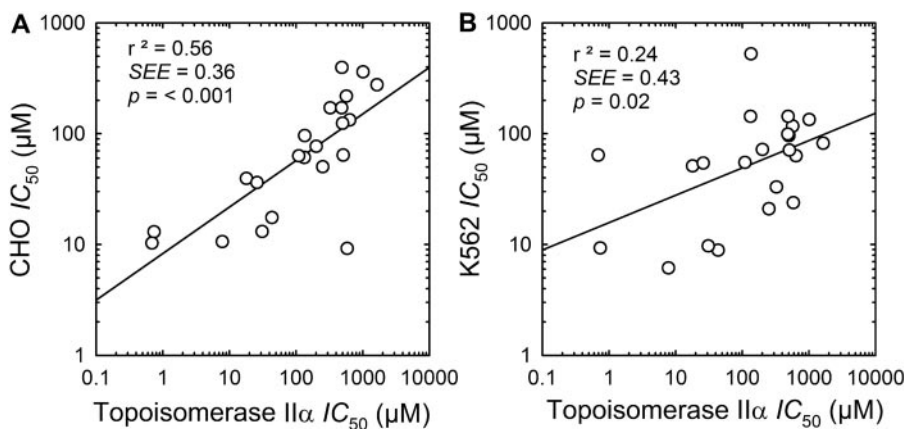 A
r ² = 0.56
SEE = 0.36
p = < 0.001
1000
100
10
1
CHO IC50 (µM)
0.1 1 10 100 1000 10000
Topoisomerase IIα IC50 (µM)
B
r ² = 0.24
SEE = 0.43
p = 0.02
1000
100
10
1
K562 IC50 (µM)
0.1 1 10 100 1000 10000
Topoisomerase IIα IC50 (µM)